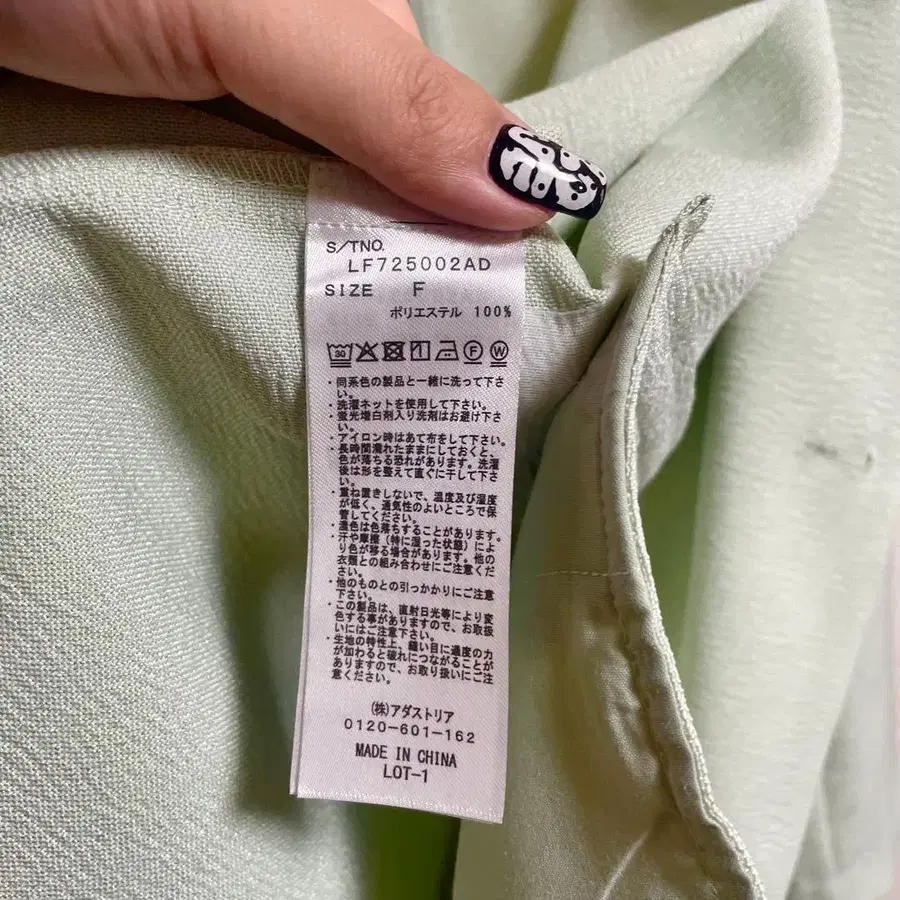 S/TNO.
LF725002AD
SIZE F
ポリエステル 100%
30 1 F W
・同系色の製品と一緒に洗って下さ
い。
・洗濯ネットを使用して下さい。
・蛍光増白剤入り洗剤はお避け下さ
い。
・アイロン時はあて布をして下さい。
・長時間濡れたままにしておくと、
色が落ちる恐れがあります。洗濯
後は形を整えて直ぐに干して下さ
い。
・重ね置きしないで、温度及び湿度
が低く、通気性のよいところで保
管してください。
・濃色は色落ちすることがあります。
・汗や摩擦（特に湿った状態）によ
り色が移る場合があります。他の
衣類との組み合わせにご注意くだ
さい。
・他のものとの引っかかりにご注意
下さい。
・この製品は、直射日光等により変
色する事がありますので、お取扱
いにはご注意下さい。
・生地の特性上、縫い目に過度の力
が加わると破れにつながることが
ありますので、お取り扱いにご注
意ください。
(株)アダストリア
0120-601-162
MADE IN CHINA
LOT-1